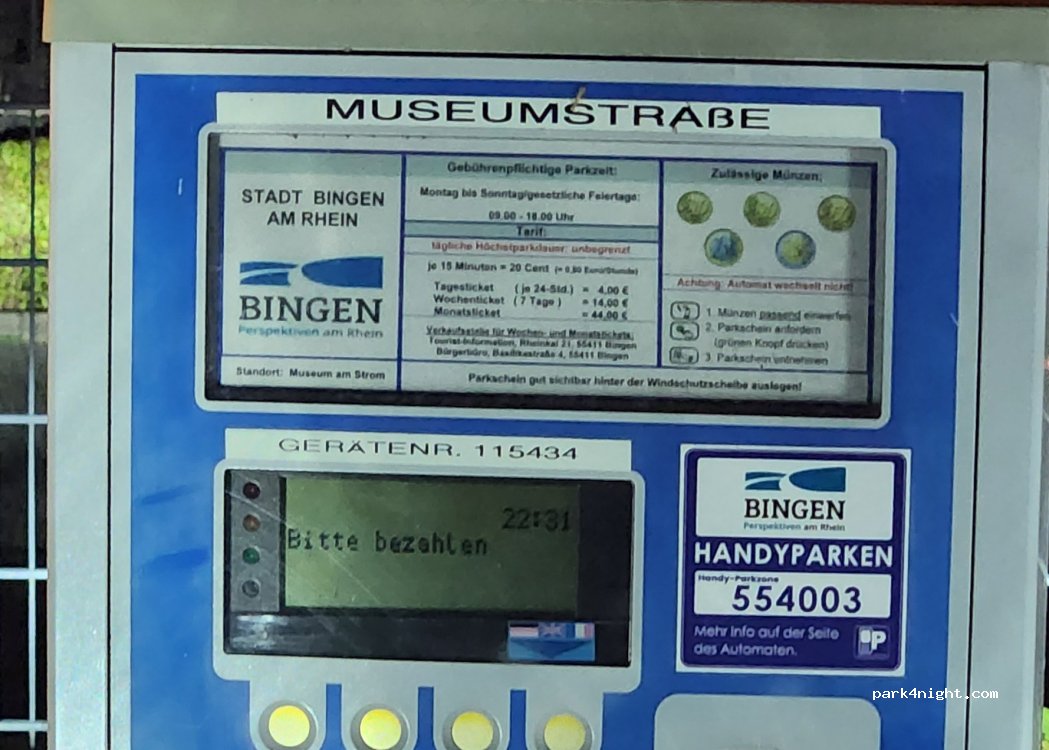 MUSEUMSTRAßE
STADT BINGEN
AM RHEIN
BINGEN
Perspektiven am Rhein
Standort: Museum am Strom
Gebührenpflichtige Parkzeit:
Montag bis Sonntag/gesetzliche Feiertage:
09.00 - 18.00 Uhr
Tarif:
tägliche Höchstparkdauer: unbegrenzt
je 15 Minuten = 20 Cent (= 0,80 Euro/Stunde)
Tagesticket ( je 24-Std.) = 4,00 €
Wochenticket ( 7 Tage ) = 14,00 €
Monatsticket = 44,00 €
Verkaufsstelle für Wochen- und Monatstickets:
Tourist-Information, Rheinkai 21, 55411 Bingen
Bürgerbüro, Basilikastraße 4, 55411 Bingen
Zulässige Münzen:
Achtung: Automat wechselt nicht!
1. Münzen passend einwerfen
2. Parkschein anfordern
(grünen Knopf drücken)
3. Parkschein entnehmen
Parkschein gut sichtbar hinter der Windschutzscheibe auslegen!
GERÄTENR. 115434
22:31
Bitte bezahlen
BINGEN
Perspektiven am Rhein
HANDYPARKEN
Handy-Parkzone
554003
Mehr Info auf der Seite
des Automaten.
P
park4night.com